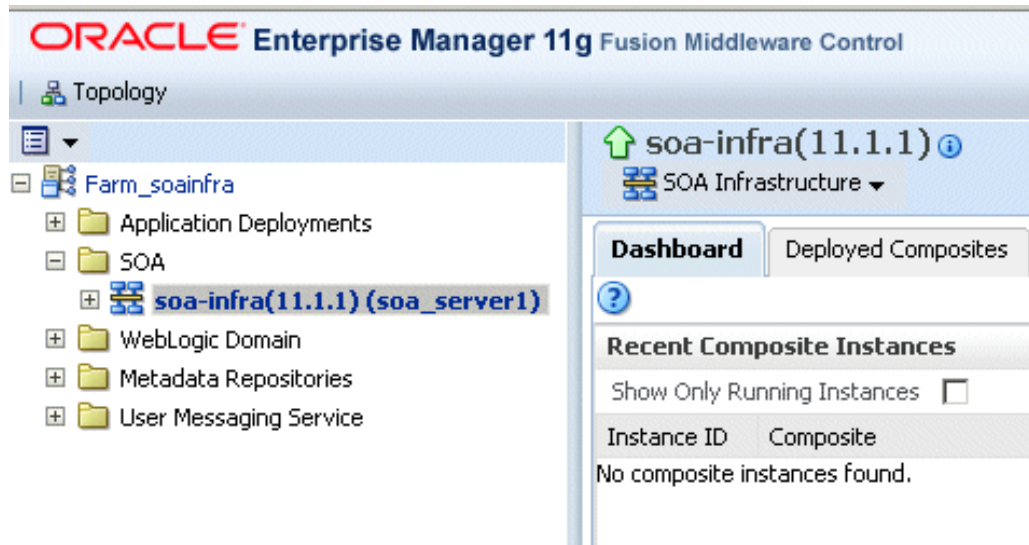 ORACLE Enterprise Manager 11g Fusion Middleware Control
Topology
Farm_soainfra
Application Deployments
SOA
soa-infra(11.1.1) (soa_server1)
WebLogic Domain
Metadata Repositories
User Messaging Service
soa-infra(11.1.1)
SOA Infrastructure
Dashboard
Deployed Composites
Recent Composite Instances
Show Only Running Instances
Instance ID
Composite
No composite instances found.